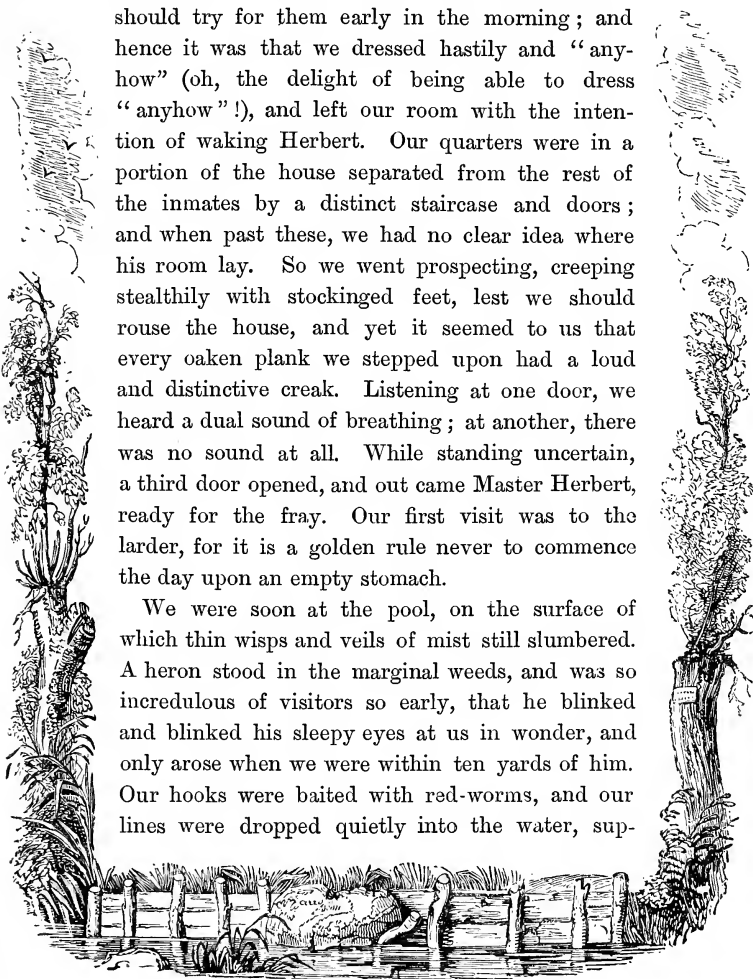 should try for them early in the morning; and
hence it was that we dressed hastily and “any-
how” (oh, the delight of being able to dress
“anyhow”!), and left our room with the inten-
tion of waking Herbert. Our quarters were in a
portion of the house separated from the rest of
the inmates by a distinct staircase and doors;
and when past these, we had no clear idea where
his room lay. So we went prospecting, creeping
stealthily with stockinged feet, lest we should
rouse the house, and yet it seemed to us that
every oaken plank we stepped upon had a loud
and distinctive creak. Listening at one door, we
heard a dual sound of breathing; at another, there
was no sound at all. While standing uncertain,
a third door opened, and out came Master Herbert,
ready for the fray. Our first visit was to the
larder, for it is a golden rule never to commence
the day upon an empty stomach.
We were soon at the pool, on the surface of
which thin wisps and veils of mist still slumbered.
A heron stood in the marginal weeds, and was so
incredulous of visitors so early, that he blinked
and blinked his sleepy eyes at us in wonder, and
only arose when we were within ten yards of him.
Our hooks were baited with red-worms, and our
lines were dropped quietly into the water, sup-